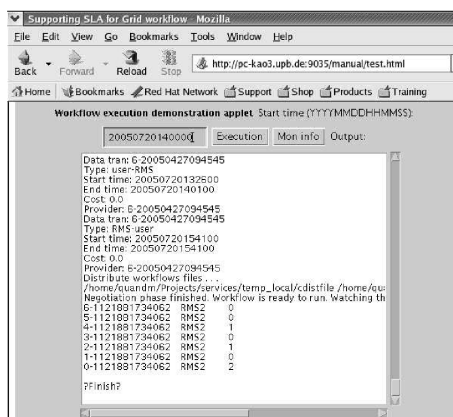 Supporting SLA for Grid workflow - Mozilla
File Edit View Go Bookmarks Tools Window Help
Back Forward Reload Stop http://pc-kao3.upb.de:9035/manual/test.html
Home Bookmarks Red Hat Network Support Shop Products Training
Workflow execution demonstration applet Start time (YYYYMMDDHHMMSS):
20050720140000 Execution Mon info Output:
Data tran: 6-20050427094545
Type: user-RMS
Start time: 20050720132600
End time: 20050720140100
Cost: 0.0
Provider: 6-20050427094545
Data tran: 6-20050427094545
Type: RMS-user
Start time: 20050720154100
End time: 20050720154100
Cost: 0.0
Provider: 6-20050427094545
Distribute workflows files . . .
/home/quandm/Projects/services/temp_local/cdistfile /home/qu
Negotiation phase finished. Workflow is ready to run. Watching th
6-1121881734062 RMS2 0
5-1121881734062 RMS2 0
4-1121881734062 RMS2 1
3-1121881734062 RMS2 0
2-1121881734062 RMS2 1
1-1121881734062 RMS2 0
0-1121881734062 RMS2 2
?Finish?